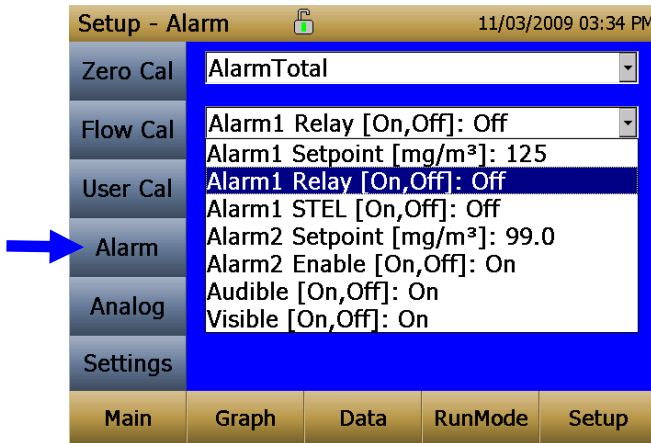 Setup - Alarm 11/03/2009 03:34 PM
Zero Cal
AlarmTotal
Flow Cal
Alarm1 Relay [On,Off]: Off
Alarm1 Setpoint [mg/m³]: 125
User Cal
Alarm1 Relay [On,Off]: Off
Alarm1 STEL [On,Off]: Off
Alarm
Alarm2 Setpoint [mg/m³]: 99.0
Alarm2 Enable [On,Off]: On
Analog
Audible [On,Off]: On
Visible [On,Off]: On
Settings
Main Graph Data RunMode Setup